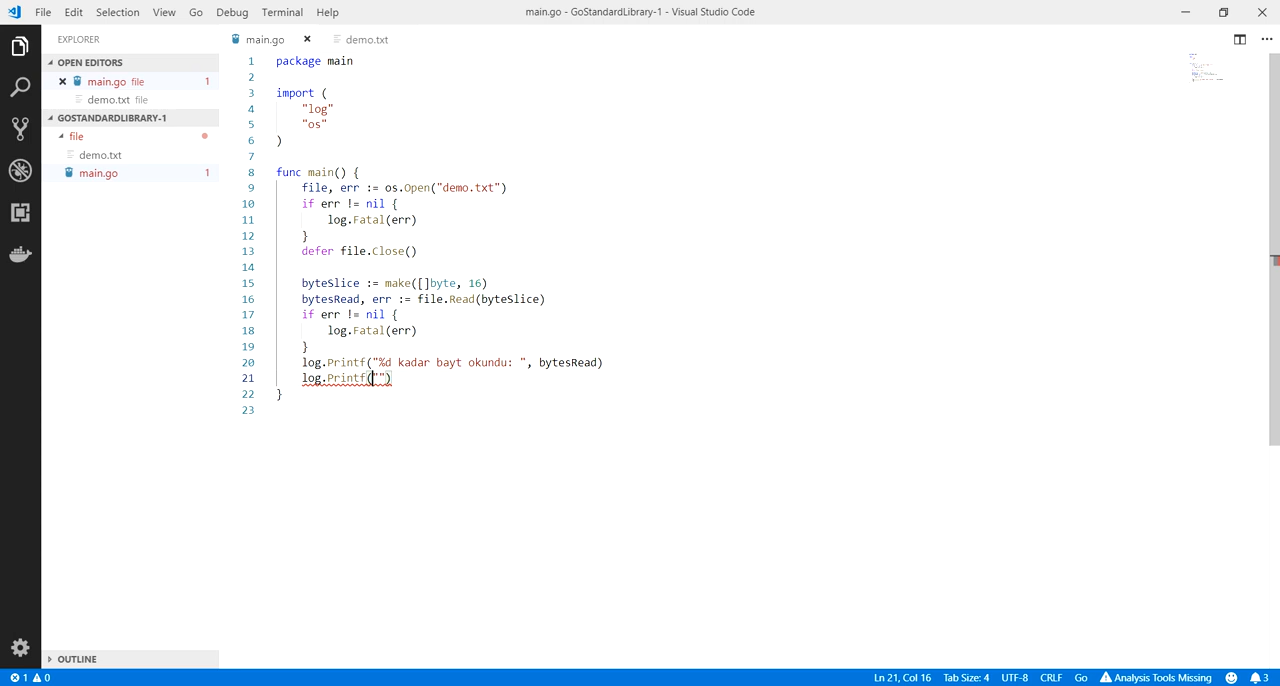 File Edit Selection View Go Debug Terminal Help main.go - GoStandardLibrary-1 - Visual Studio Code
EXPLORER
OPEN EDITORS
main.go file 1
demo.txt file
GOSTANDARDLIBRARY-1
file
demo.txt
main.go 1
OUTLINE
main.go demo.txt
1 package main
2
3 import (
4 "log"
5 "os"
6 )
7
8 func main() {
9 file, err := os.Open("demo.txt")
10 if err != nil {
11 log.Fatal(err)
12 }
13 defer file.Close()
14
15 byteSlice := make([]byte, 16)
16 bytesRead, err := file.Read(byteSlice)
17 if err != nil {
18 log.Fatal(err)
19 }
20 log.Printf("%d kadar bayt okundu: ", bytesRead)
21 log.Printf("")
22 }
23
1 0 Ln 21, Col 16 Tab Size: 4 UTF-8 CRLF Go Analysis Tools Missing 3